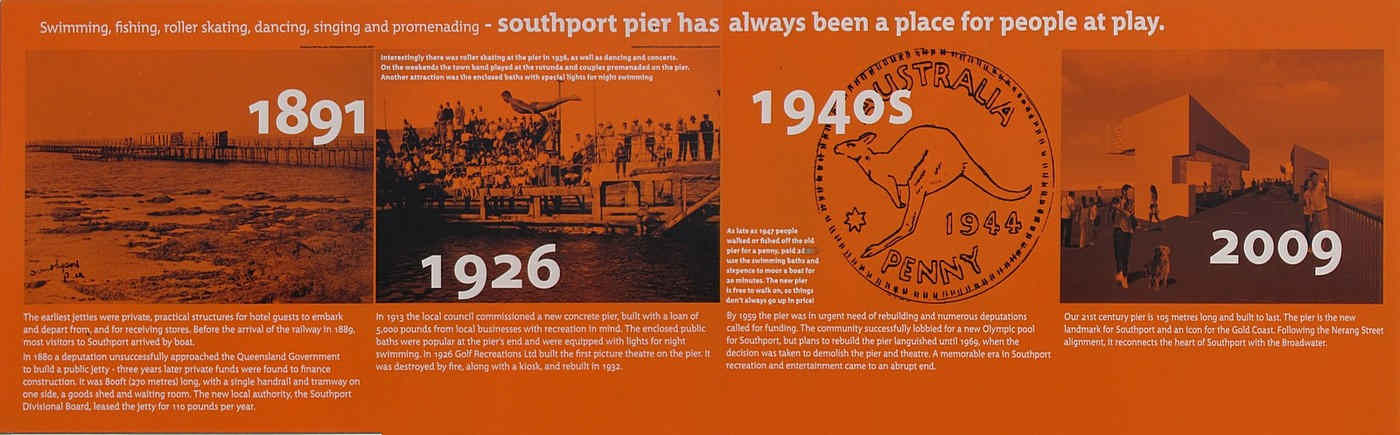 Swimming, fishing, roller skating, dancing, singing and promenading - southport pier has always been a place for people at play.
1891
The earliest jetties were private, practical structures for hotel guests to embark
and depart from, and for receiving stores. Before the arrival of the railway in 1889,
most visitors to Southport arrived by boat.
In 1880 a deputation unsuccessfully approached the Queensland Government
to build a public jetty - three years later private funds were found to finance
construction. It was 800ft (270 metres) long, with a single handrail and tramway on
one side, a goods shed and waiting room. The new local authority, the Southport
Divisional Board, leased the jetty for 110 pounds per year.
Interestingly there was roller skating at the pier in 1926, as well as dancing and concerts.
On the weekends the town band played at the rotunda and couples promenaded on the pier.
Another attraction was the enclosed baths with special lights for night swimming
1926
In 1913 the local council commissioned a new concrete pier, built with a loan of
5,000 pounds from local businesses with recreation in mind. The enclosed public
baths were popular at the pier's end and were equipped with lights for night
swimming. In 1926 Golf Recreations Ltd built the first picture theatre on the pier. It
was destroyed by fire, along with a kiosk, and rebuilt in 1932.
1940s
AUSTRALIA
1944
PENNY
As late as 1947 people
walked or fished off the old
pier for a penny, paid 2d to
use the swimming baths and
sixpence to moor a boat for
20 minutes. The new pier
is free to walk on, so things
don't always go up in price!
By 1959 the pier was in urgent need of rebuilding and numerous deputations
called for funding. The community successfully lobbied for a new Olympic pool
for Southport, but plans to rebuild the pier languished until 1969, when the
decision was taken to demolish the pier and theatre. A memorable era in Southport
recreation and entertainment came to an abrupt end.
2009
Our 21st century pier is 105 metres long and built to last. The pier is the new
landmark for Southport and an icon for the Gold Coast. Following the Nerang Street
alignment, it reconnects the heart of Southport with the Broadwater.